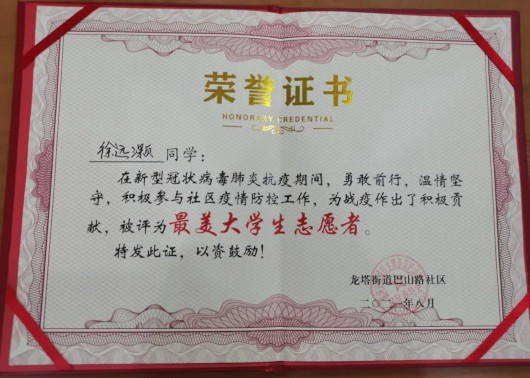 荣誉证书
HONORARY CREDENTIAL
徐远灏 同学：
在新型冠状病毒肺炎抗疫期间，勇敢前行，温情坚
守，积极参与社区疫情防控工作，为战疫作出了积极贡
献，被评为最美大学生志愿者。
特发此证，以资鼓励！
龙塔街道巴山路社区
二〇二一年八月